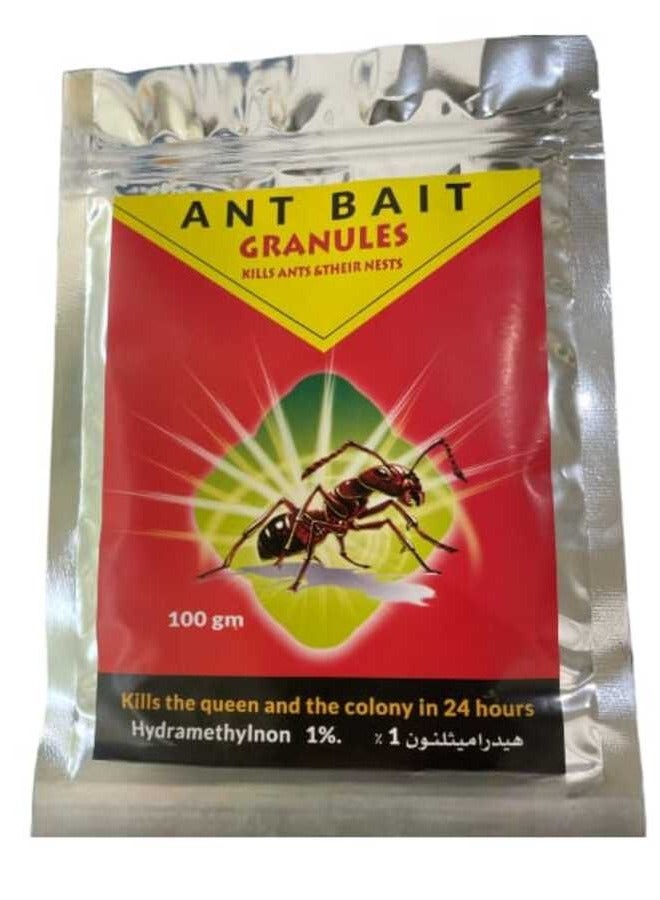 ANT BAIT
GRANULES
KILLS ANTS &THEIR NESTS
100 gm
Kills the queen and the colony in 24 hours
Hydramethylnon 1%. هيدراميثلنون 1 ٪